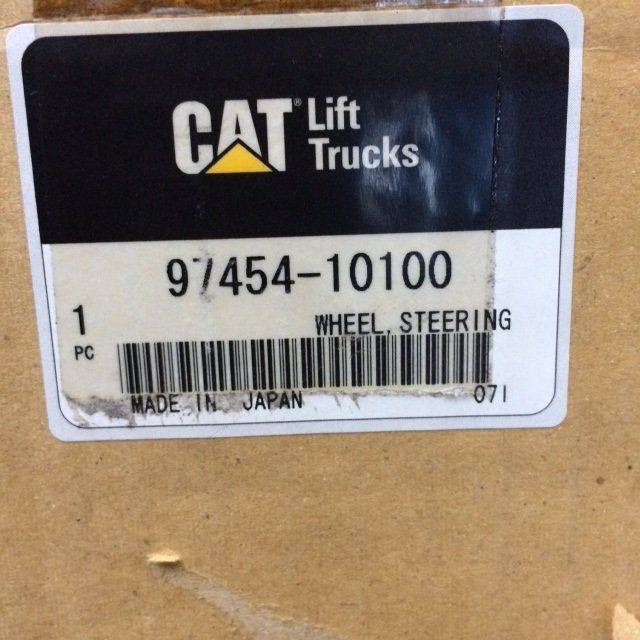 CAT® Lift
Trucks
97454-10100
1
PC
WHEEL, STEERING
MADE IN JAPAN 071